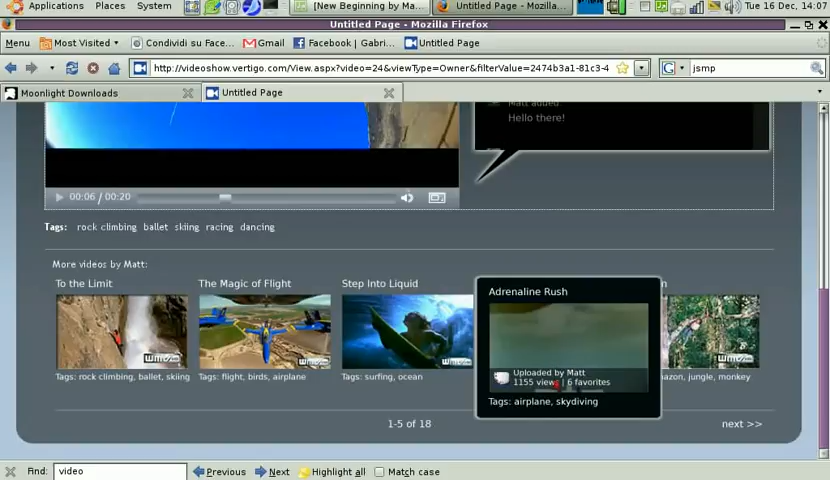 Applications Places System
[New Beginning by Ma...
Untitled Page - Mozilla...
Tue 16 Dec, 14:07
Untitled Page - Mozilla Firefox
Menu Most Visited Condividi su Face... Gmail Facebook | Gabri... Untitled Page
http://videoshow.vertigo.com/View.aspx?video=24&viewType=Owner&filterValue=2474b3a1-81c3-4
jsmp
Moonlight Downloads
Untitled Page
Matt added
Hello there!
00:06 / 00:20
Tags: rock climbing ballet skiing racing dancing
More videos by Matt:
To the Limit
The Magic of Flight
Step Into Liquid
Adrenaline Rush
wmv
wmv
wmv
wmv
Uploaded by Matt
1155 views | 6 favorites
Tags: rock climbing, ballet, skiing
Tags: flight, birds, airplane
Tags: surfing, ocean
Tags: airplane, skydiving
jungle, monkey
1-5 of 18
next >>
Find: video Previous Next Highlight all Match case